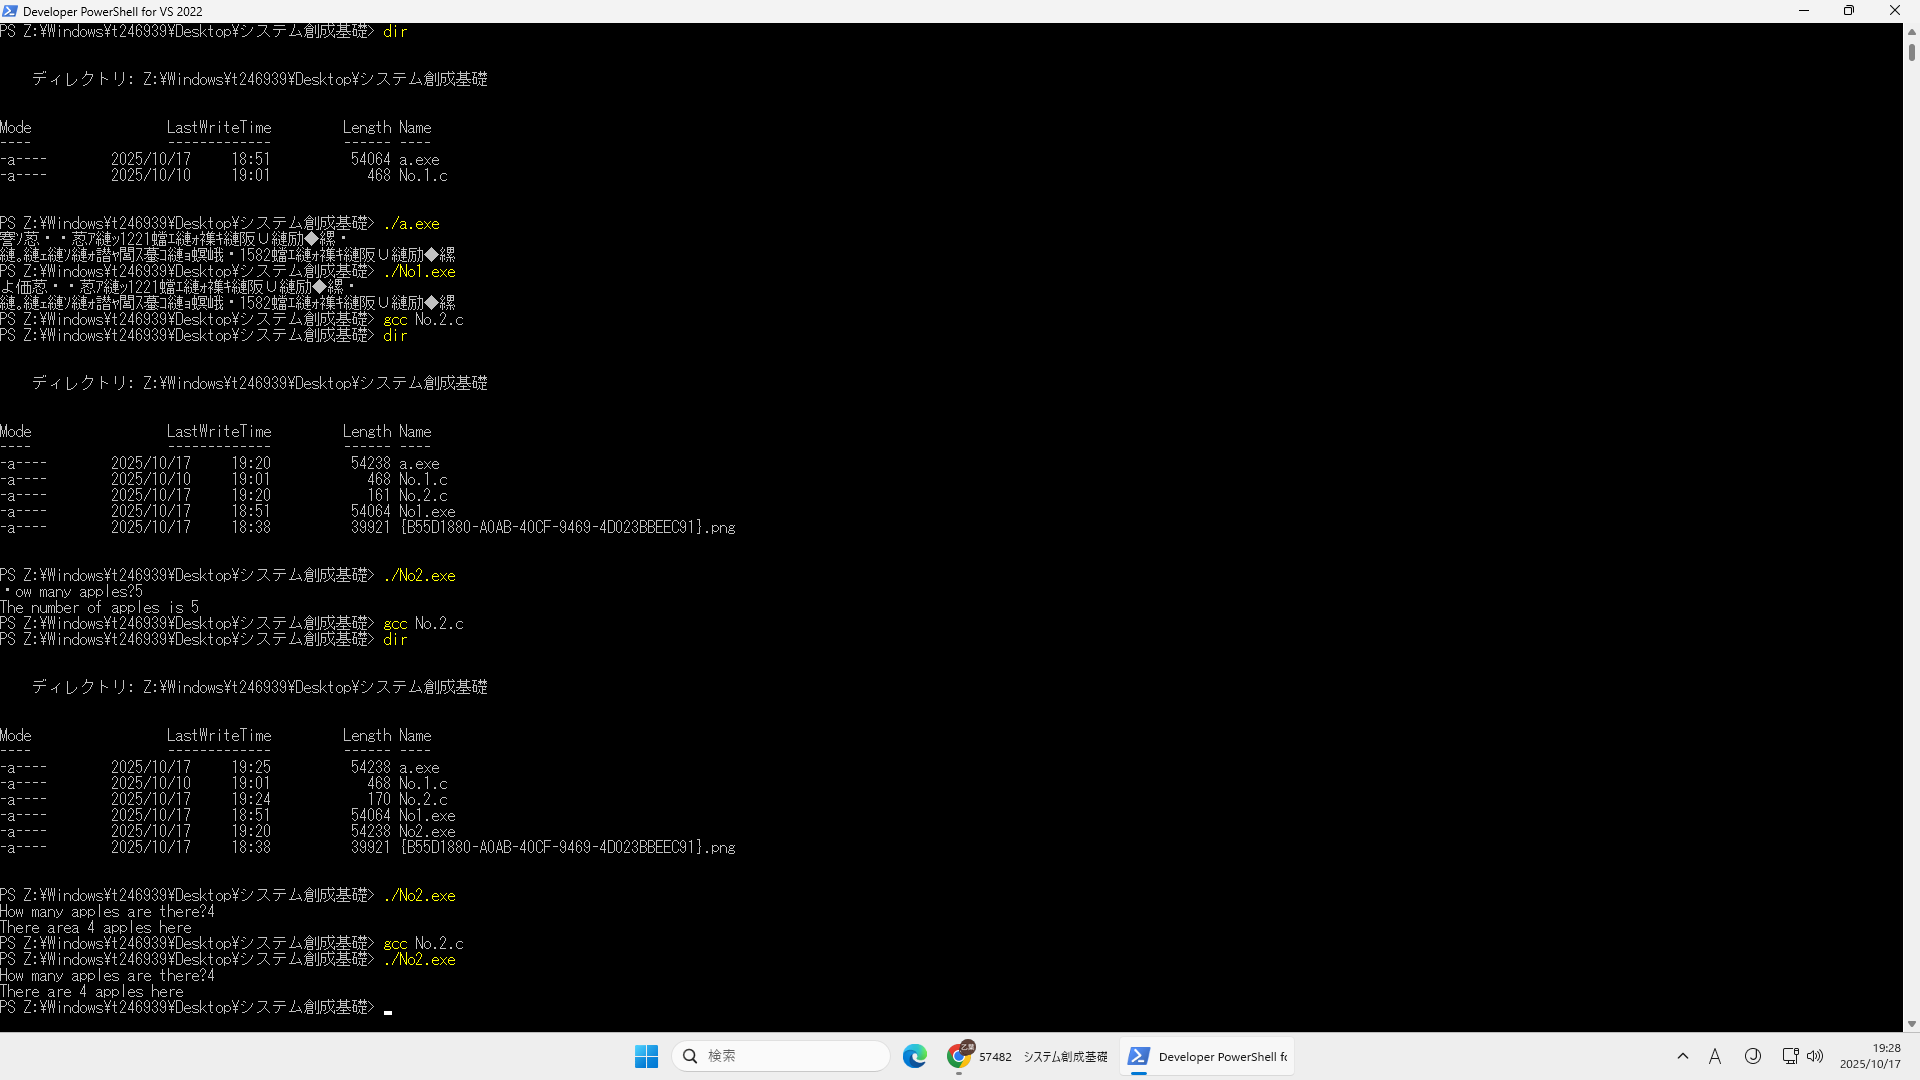 Developer PowerShell for VS 2022
PS Z:¥Windows¥t246939¥Desktop¥システム創成基礎> dir
ディレクトリ: Z:¥Windows¥t246939¥Desktop¥システム創成基礎
Mode                 LastWriteTime         Length Name
----                 -------------         ------ ----
-a----        2025/10/17     18:51          54064 a.exe
-a----        2025/10/10     19:01            468 No.1.c
PS Z:¥Windows¥t246939¥Desktop¥システム創成基礎> ./a.exe
PS Z:¥Windows¥t246939¥Desktop¥システム創成基礎> ./No1.exe
PS Z:¥Windows¥t246939¥Desktop¥システム創成基礎> gcc No.2.c
PS Z:¥Windows¥t246939¥Desktop¥システム創成基礎> dir
ディレクトリ: Z:¥Windows¥t246939¥Desktop¥システム創成基礎
Mode                 LastWriteTime         Length Name
----                 -------------         ------ ----
-a----        2025/10/17     19:20          54238 a.exe
-a----        2025/10/10     19:01            468 No.1.c
-a----        2025/10/17     19:20            161 No.2.c
-a----        2025/10/17     18:51          54064 No1.exe
-a----        2025/10/17     18:38          39921 {B55D1880-A0AB-40CF-9469-4D023BBEEC91}.png
PS Z:¥Windows¥t246939¥Desktop¥システム創成基礎> ./No2.exe
・ow many apples?5
The number of apples is 5
PS Z:¥Windows¥t246939¥Desktop¥システム創成基礎> gcc No.2.c
PS Z:¥Windows¥t246939¥Desktop¥システム創成基礎> dir
ディレクトリ: Z:¥Windows¥t246939¥Desktop¥システム創成基礎
Mode                 LastWriteTime         Length Name
----                 -------------         ------ ----
-a----        2025/10/17     19:25          54238 a.exe
-a----        2025/10/10     19:01            468 No.1.c
-a----        2025/10/17     19:24            170 No.2.c
-a----        2025/10/17     18:51          54064 No1.exe
-a----        2025/10/17     19:20          54238 No2.exe
-a----        2025/10/17     18:38          39921 {B55D1880-A0AB-40CF-9469-4D023BBEEC91}.png
PS Z:¥Windows¥t246939¥Desktop¥システム創成基礎> ./No2.exe
How many apples are there?4
There area 4 apples here
PS Z:¥Windows¥t246939¥Desktop¥システム創成基礎> gcc No.2.c
PS Z:¥Windows¥t246939¥Desktop¥システム創成基礎> ./No2.exe
How many apples are there?4
There are 4 apples here
PS Z:¥Windows¥t246939¥Desktop¥システム創成基礎>
検索
乙葉
57482 システム創成基礎
Developer PowerShell fo
A
19:28
2025/10/17